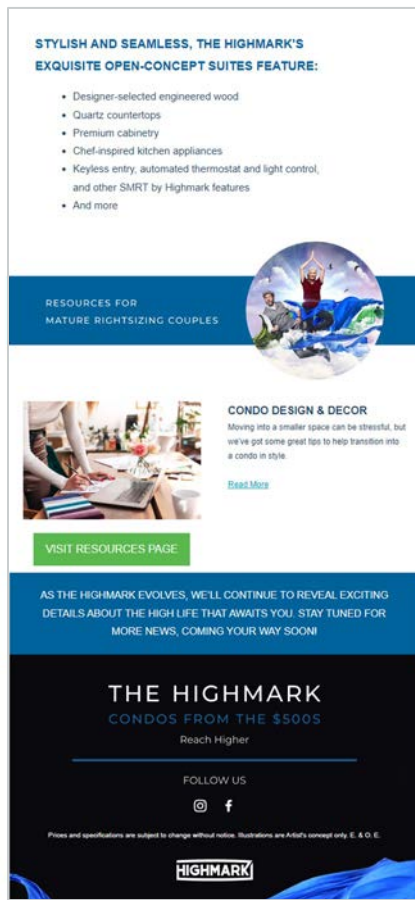 STYLISH AND SEAMLESS, THE HIGHMARK'S
EXQUISITE OPEN-CONCEPT SUITES FEATURE:
• Designer-selected engineered wood
• Quartz countertops
• Premium cabinetry
• Chef-inspired kitchen appliances
• Keyless entry, automated thermostat and light control,
and other SMRT by Highmark features
• And more
RESOURCES FOR
MATURE RIGHTSIZING COUPLES
CONDO DESIGN & DECOR
Moving into a smaller space can be stressful, but
we've got some great tips to help transition into
a condo in style.
Read More
VISIT RESOURCES PAGE
AS THE HIGHMARK EVOLVES, WE'LL CONTINUE TO REVEAL EXCITING
DETAILS ABOUT THE HIGH LIFE THAT AWAITS YOU. STAY TUNED FOR
MORE NEWS, COMING YOUR WAY SOON!
THE HIGHMARK
CONDOS FROM THE $500S
Reach Higher
FOLLOW US
Prices and specifications are subject to change without notice. Illustrations are Artist's concept only. E. & O. E.
HIGHMARK